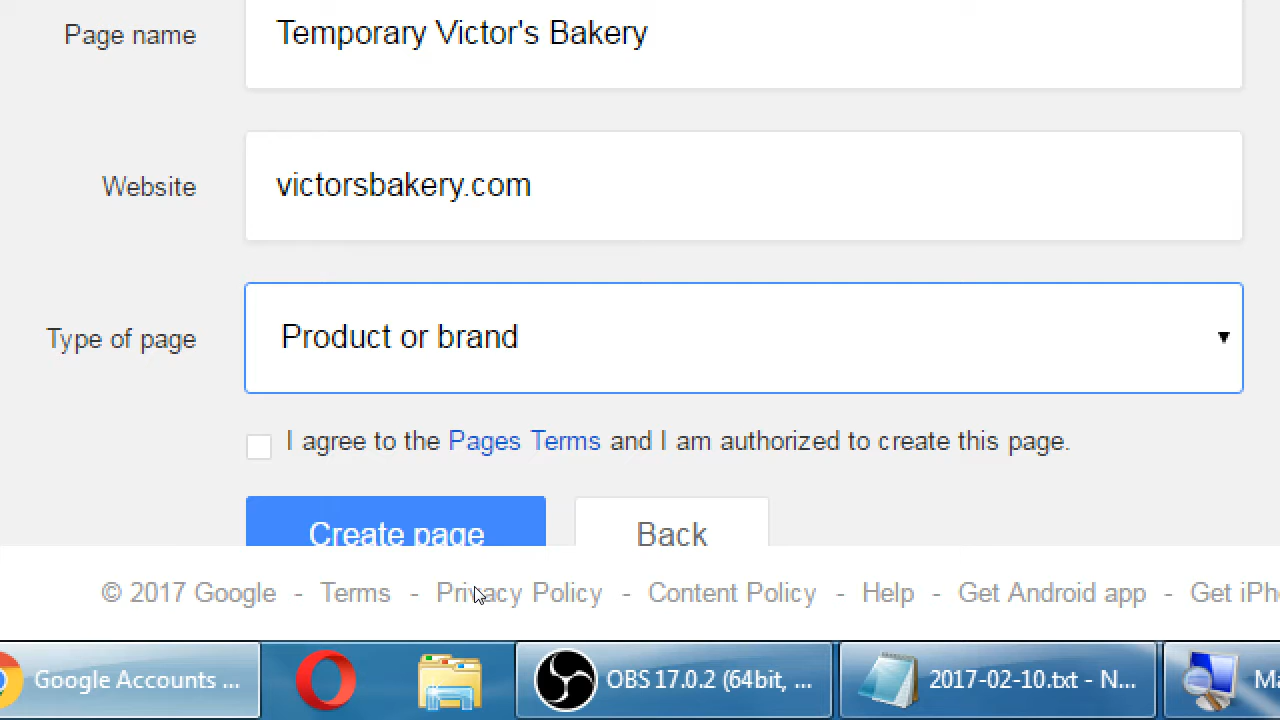 Page name Temporary Victor's Bakery
Website victorsbakery.com
Type of page Product or brand
I agree to the Pages Terms and I am authorized to create this page.
Create page Back
© 2017 Google - Terms - Privacy Policy - Content Policy - Help - Get Android app - Get iPh
Google Accounts ... OBS 17.0.2 (64bit, ... 2017-02-10.txt - N... Ma